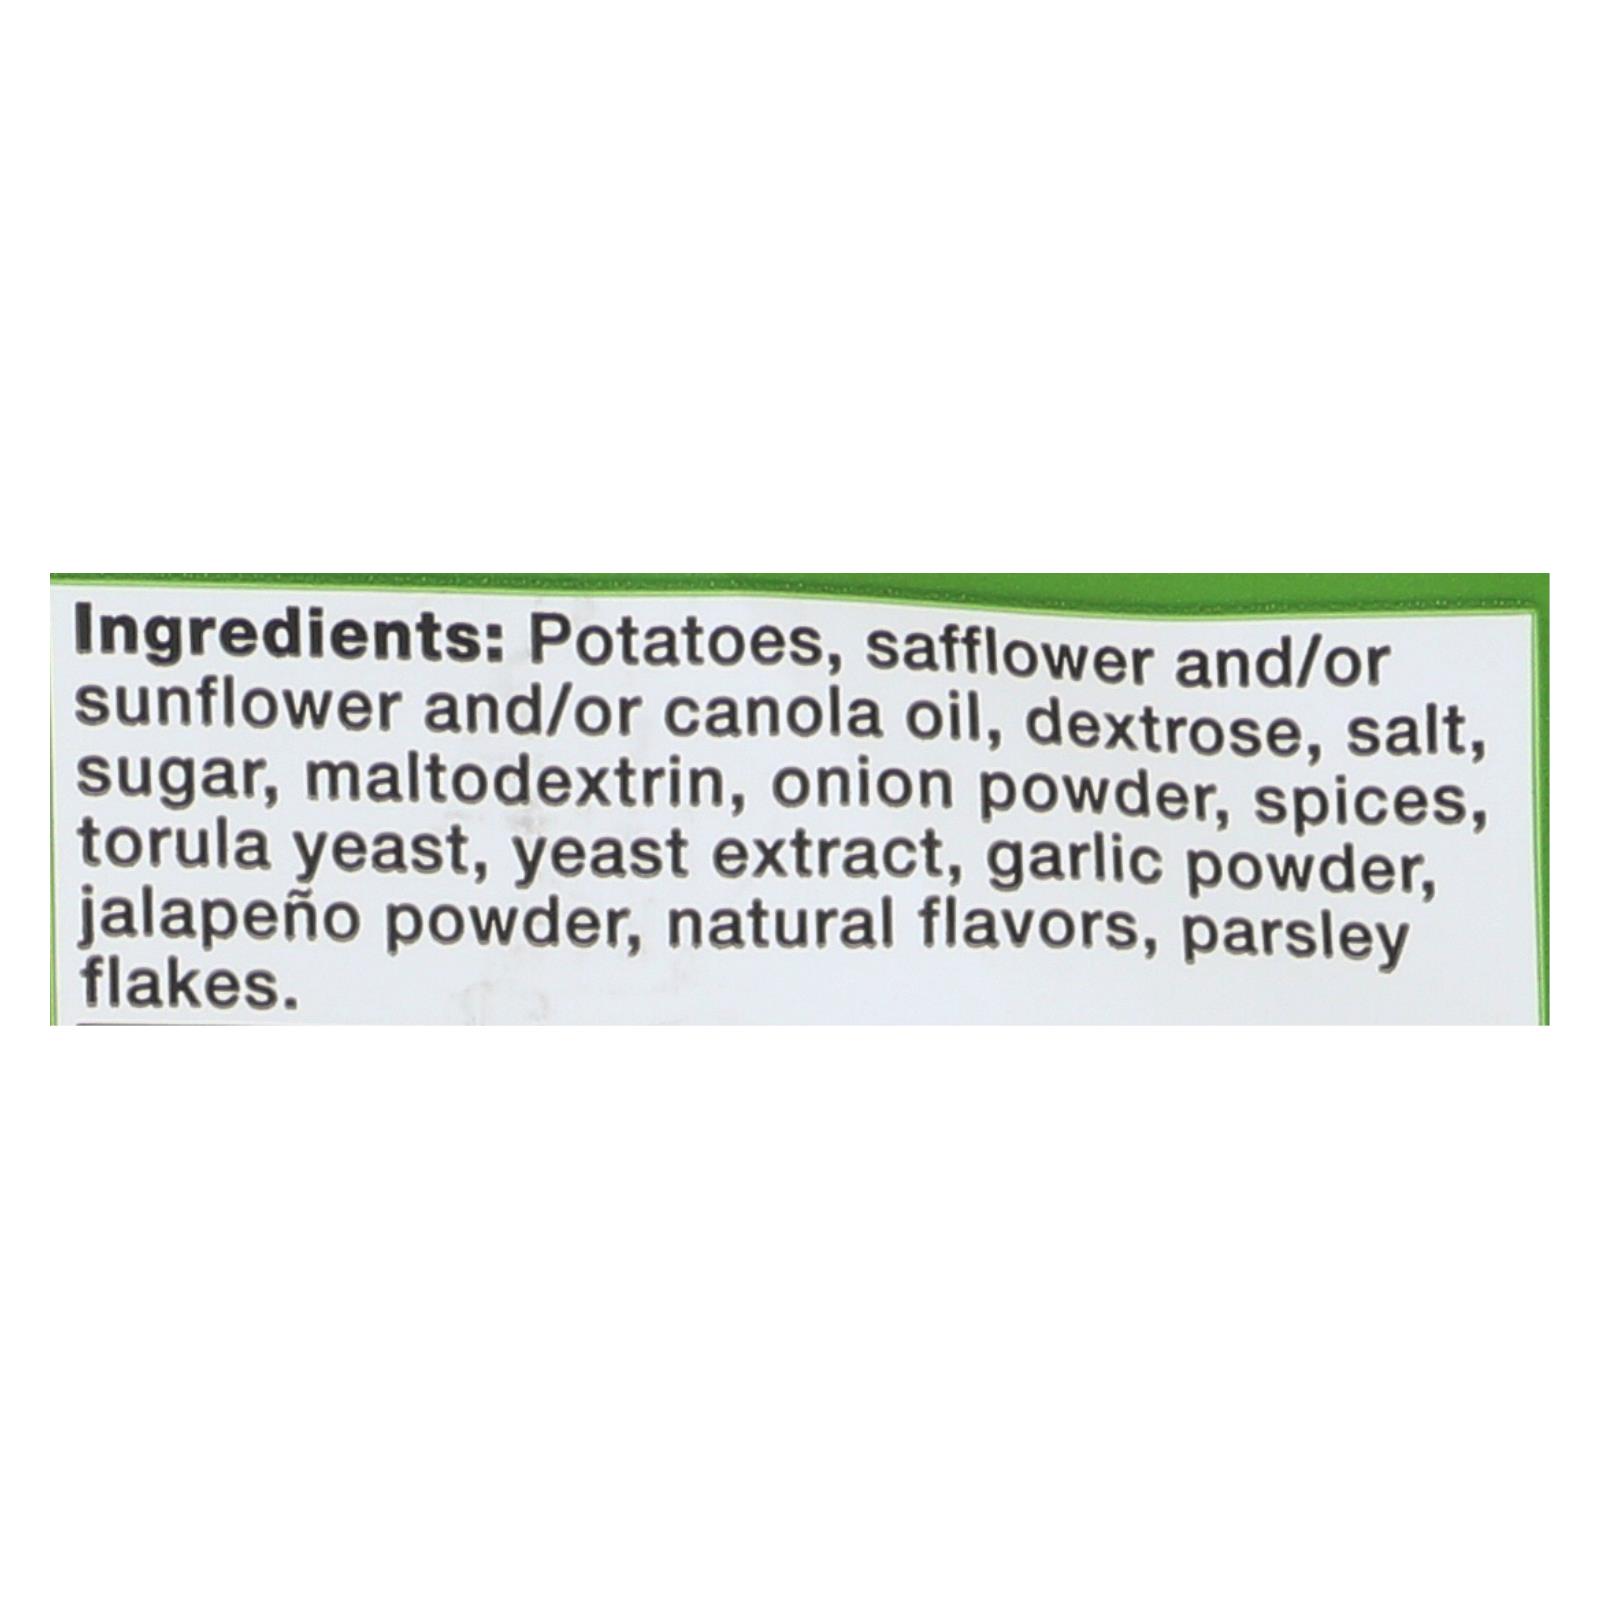 Ingredients: Potatoes, safflower and/or
sunflower and/or canola oil, dextrose, salt,
sugar, maltodextrin, onion powder, spices,
torula yeast, yeast extract, garlic powder,
jalapeño powder, natural flavors, parsley
flakes.